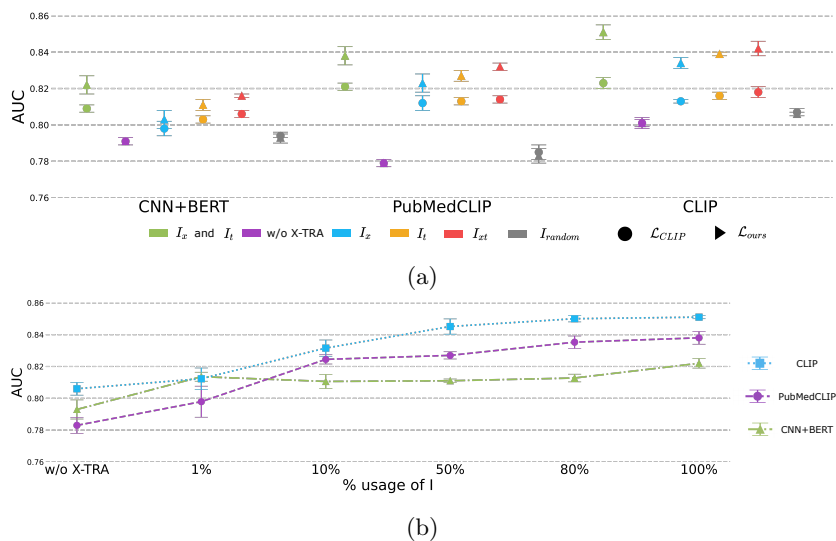 0.86
0.84
0.82
0.80
0.78
0.76
AUC
CNN+BERT PubMedCLIP CLIP
I_x and I_t w/o X-TRA I_x I_t I_xt I_random L_CLIP L_ours
(a)
0.86
0.84
0.82
0.80
0.78
0.76
AUC
w/o X-TRA 1% 10% 50% 80% 100%
% usage of I
CLIP
PubMedCLIP
CNN+BERT
(b)